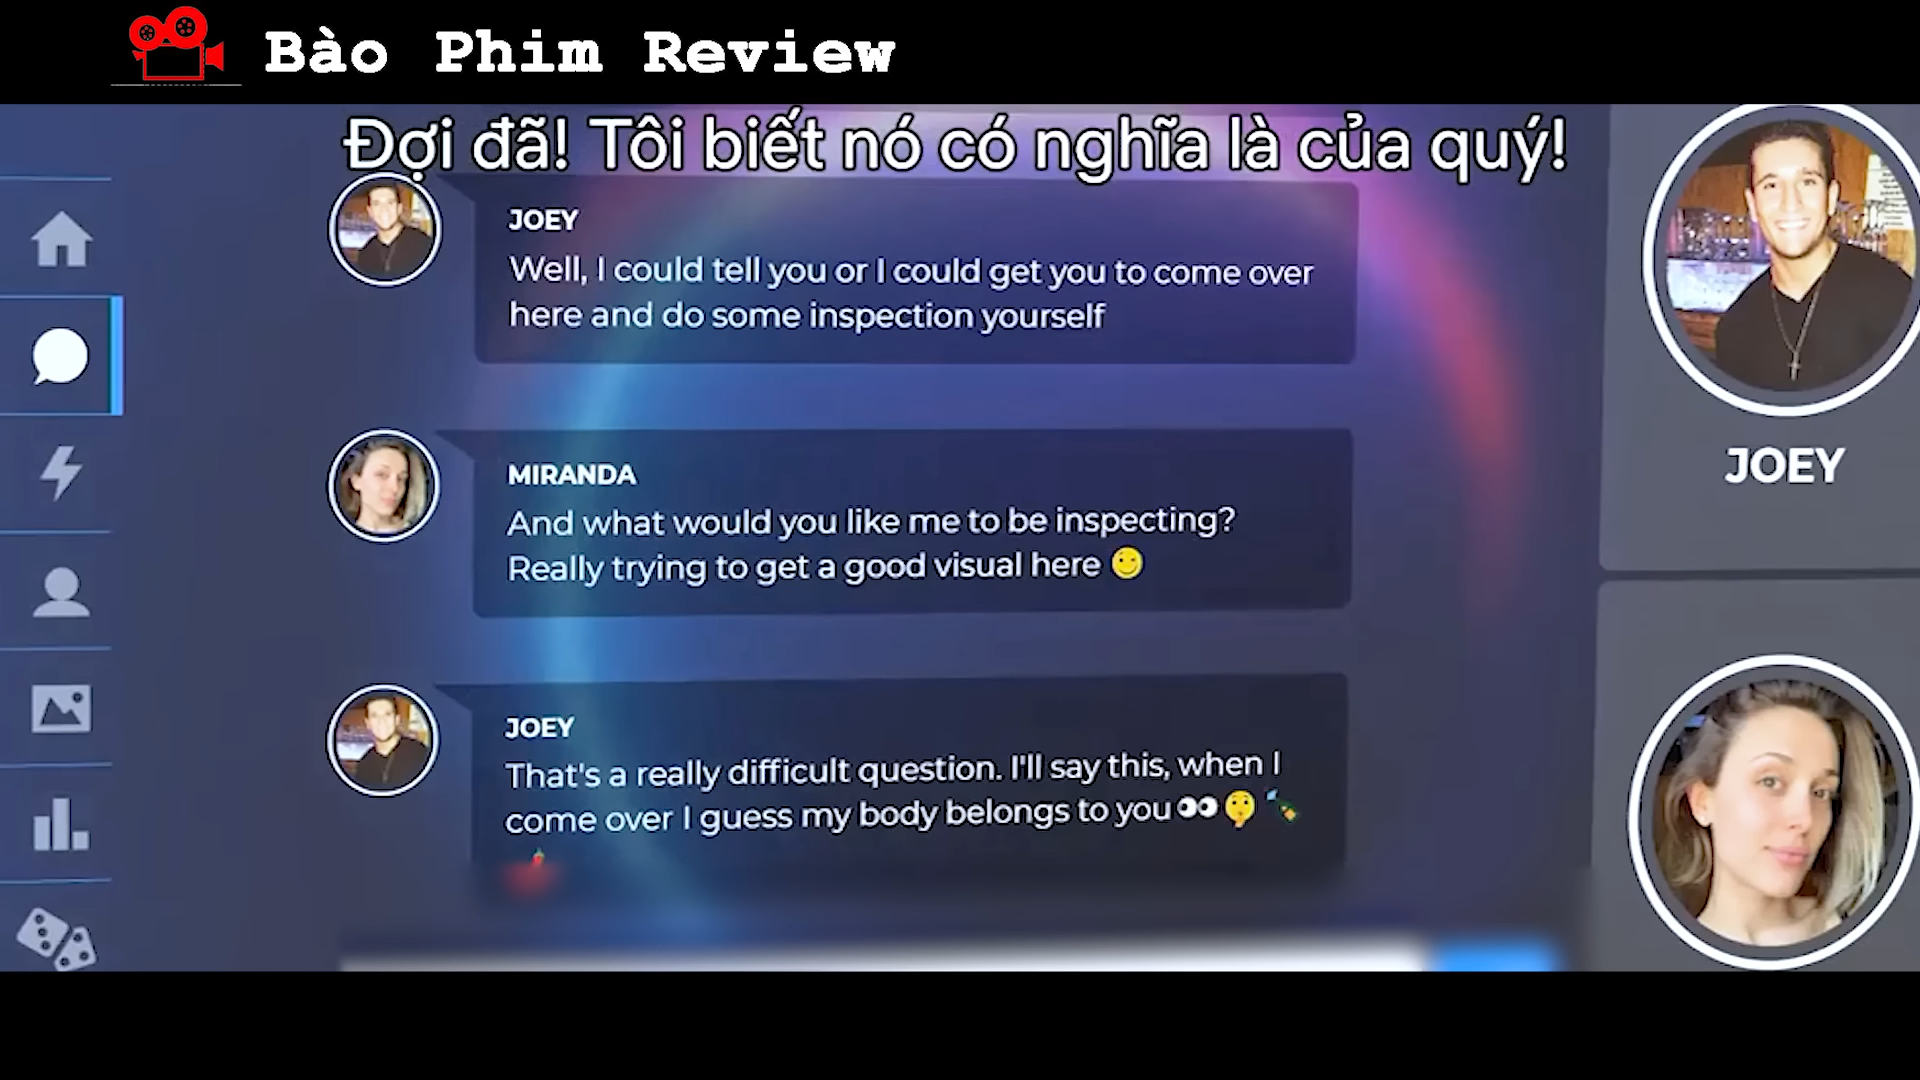 Bào Phim Review
Đợi đã! Tôi biết nó có nghĩa là của quý!
JOEY
Well, I could tell you or I could get you to come over
here and do some inspection yourself
MIRANDA
And what would you like me to be inspecting?
Really trying to get a good visual here 😉
JOEY
That's a really difficult question. I'll say this, when I
come over I guess my body belongs to you 👀🤫🍾
🌶️
JOEY